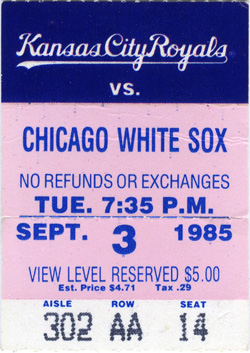 Kansas City Royals®
VS.
CHICAGO WHITE SOX
NO REFUNDS OR EXCHANGES
TUE. 7:35 P.M.
SEPT. 3 1985
VIEW LEVEL RESERVED $5.00
Est. Price $4.71 Tax .29
AISLE ROW SEAT
302 AA 14